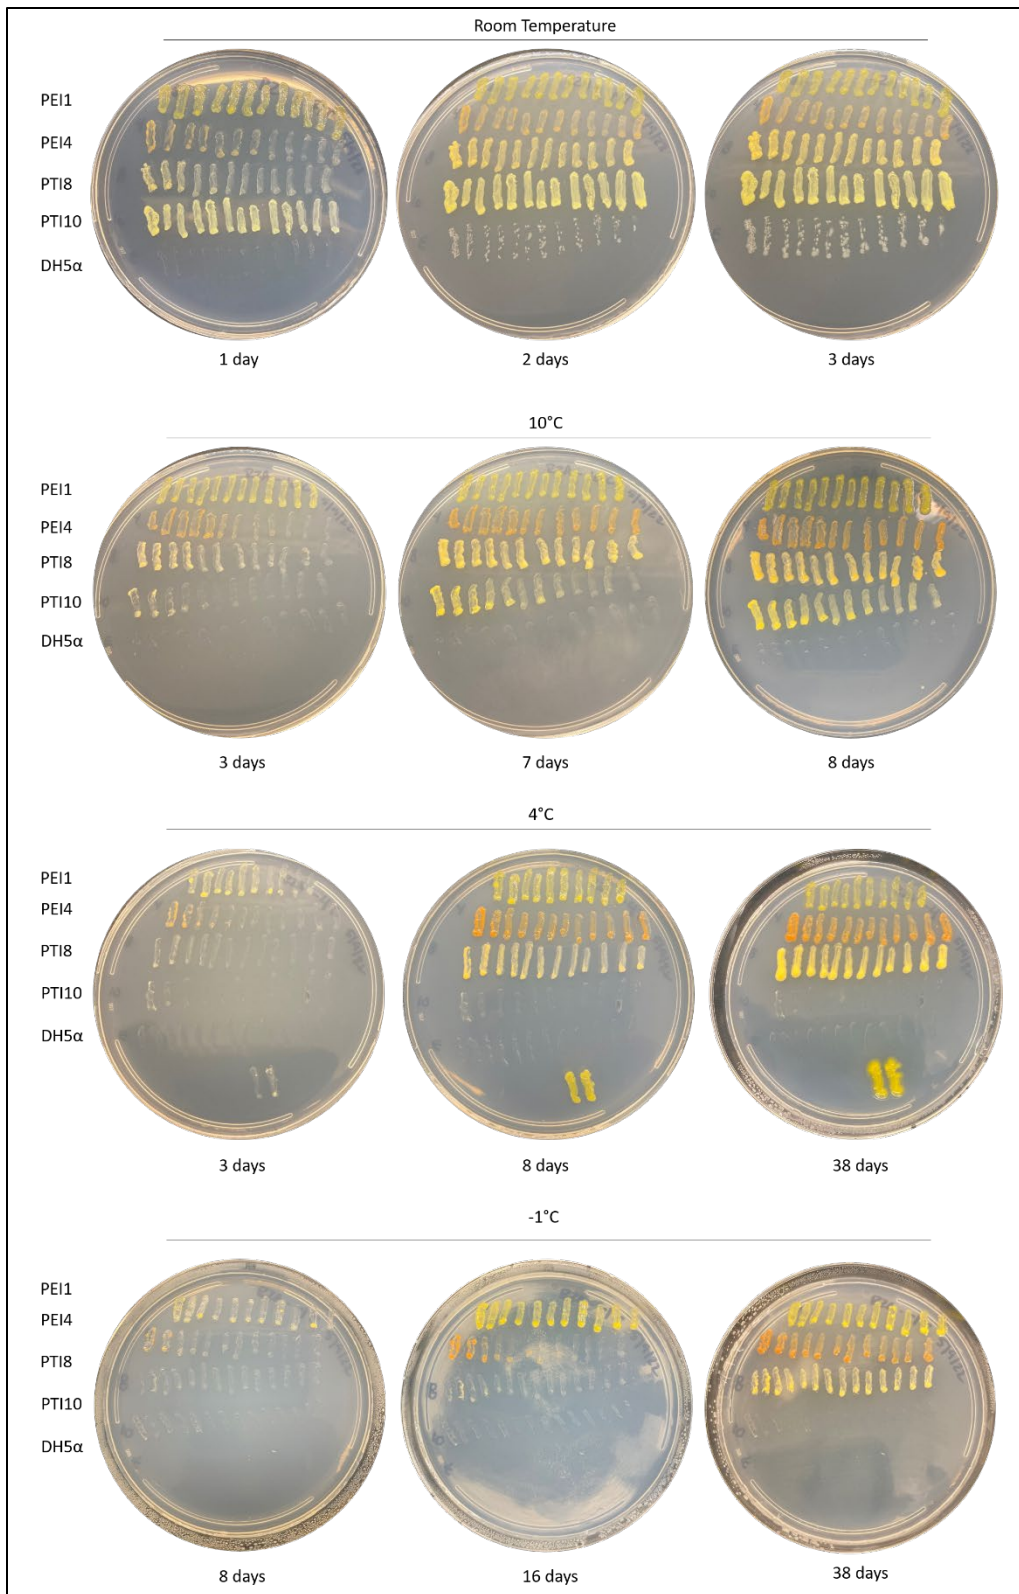 Room Temperature
PEI1
PEI4
PTI8
PTI10
DH5α
1 day
2 days
3 days
10°C
PEI1
PEI4
PTI8
PTI10
DH5α
3 days
7 days
8 days
4°C
PEI1
PEI4
PTI8
PTI10
DH5α
3 days
8 days
38 days
-1°C
PEI1
PEI4
PTI8
PTI10
DH5α
8 days
16 days
38 days